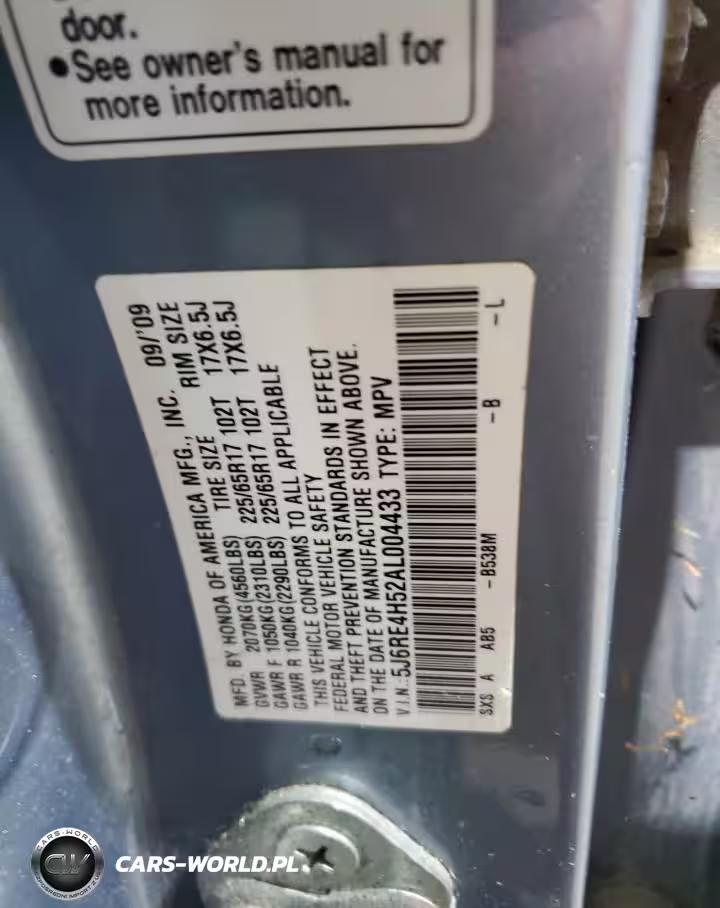 door.
●See owner's manual for
more information.
MFD. BY HONDA OF AMERICA MFG., INC. 09/'09
GVWR 2070KG(4560LBS) TIRE SIZE RIM SIZE
GAWR F 1050KG(2310LBS) 225/65R17 102T 17X6.5J
GAWR R 1040KG(2290LBS) 225/65R17 102T 17X6.5J
THIS VEHICLE CONFORMS TO ALL APPLICABLE
FEDERAL MOTOR VEHICLE SAFETY
AND THEFT PREVENTION STANDARDS IN EFFECT
ON THE DATE OF MANUFACTURE SHOWN ABOVE.
V.I.N.:5J6RE4H52AL004433 TYPE: MPV
SXS A AB5 -B538M -B -L
CARS-WORLD
CW
CARS-WORLD.PL